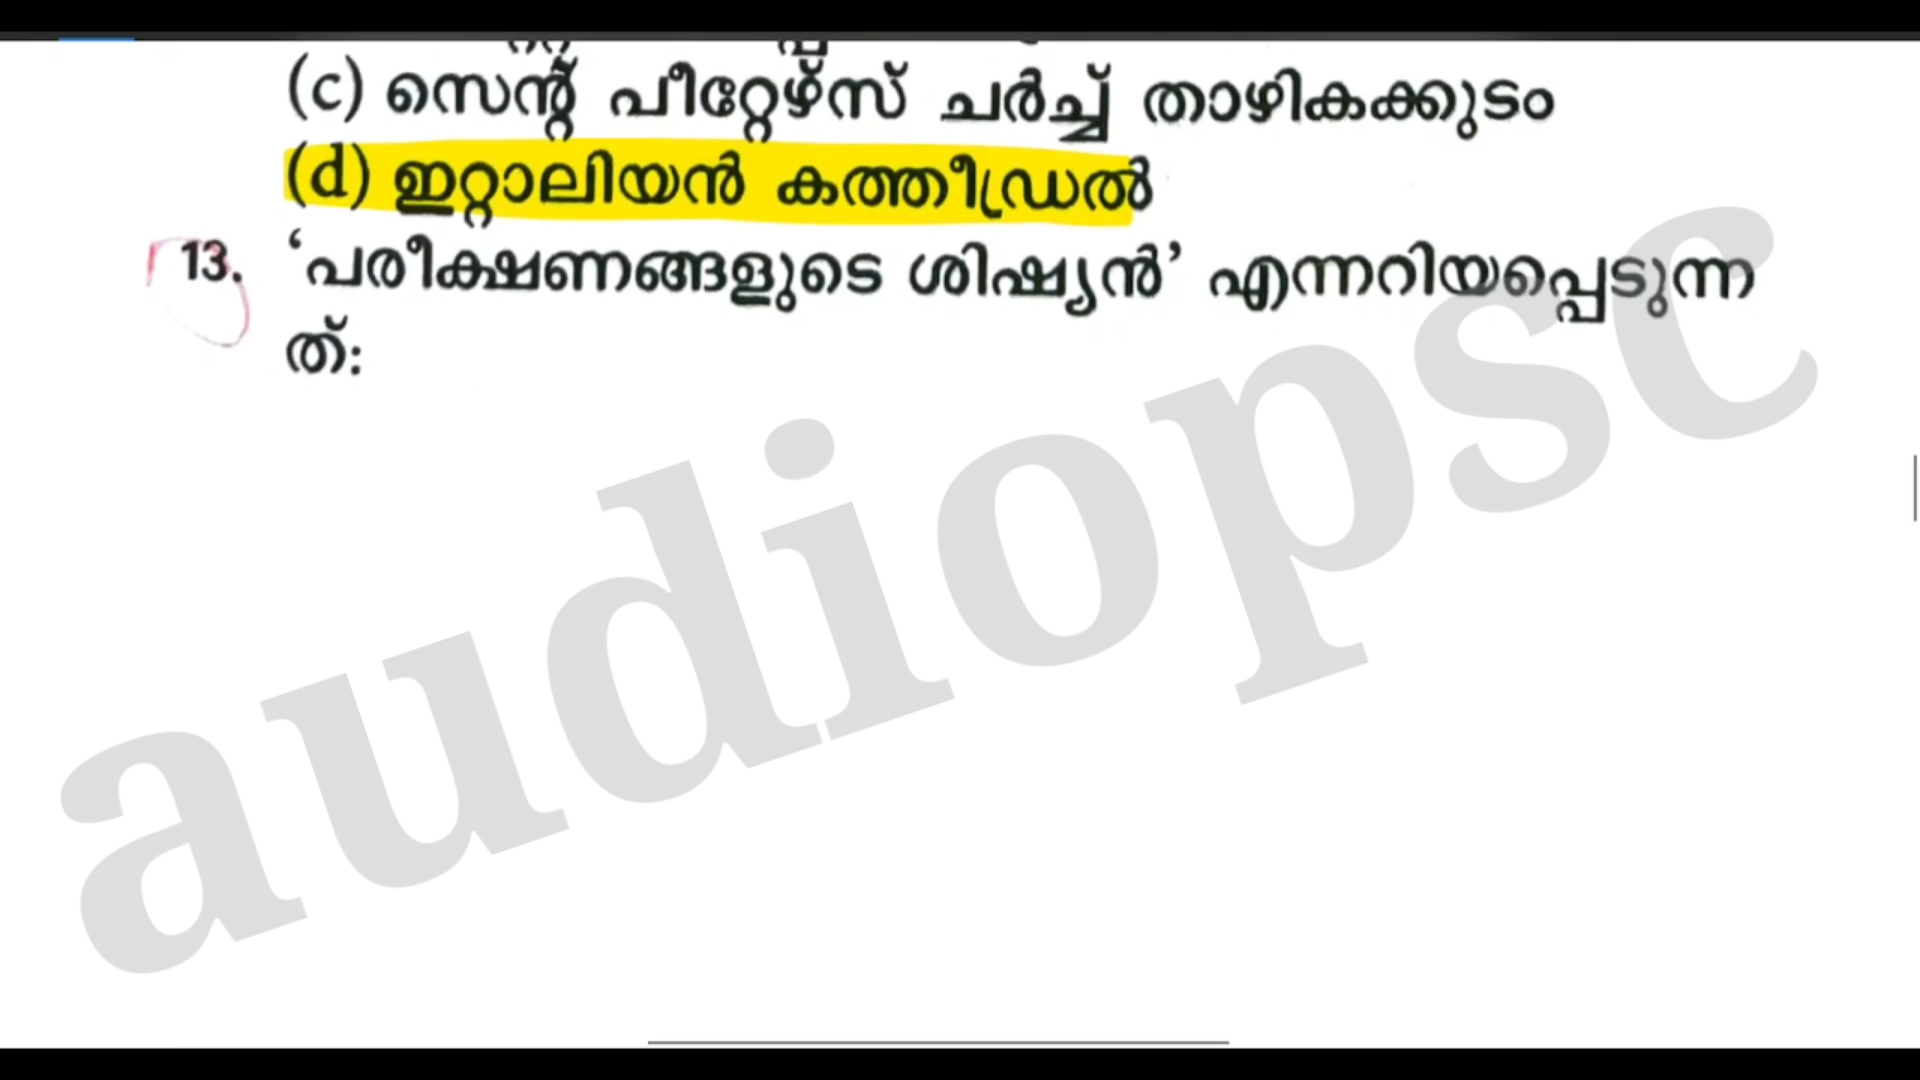 (c) സെന്റ് പീറ്റേഴ്സ് ചർച്ച് താഴികക്കുടം
(d) ഇറ്റാലിയൻ കത്തീഡ്രൽ
13. ‘പരീക്ഷണങ്ങളുടെ ശിഷ്യൻ’ എന്നറിയപ്പെടുന്ന
ത്:
audiopsc